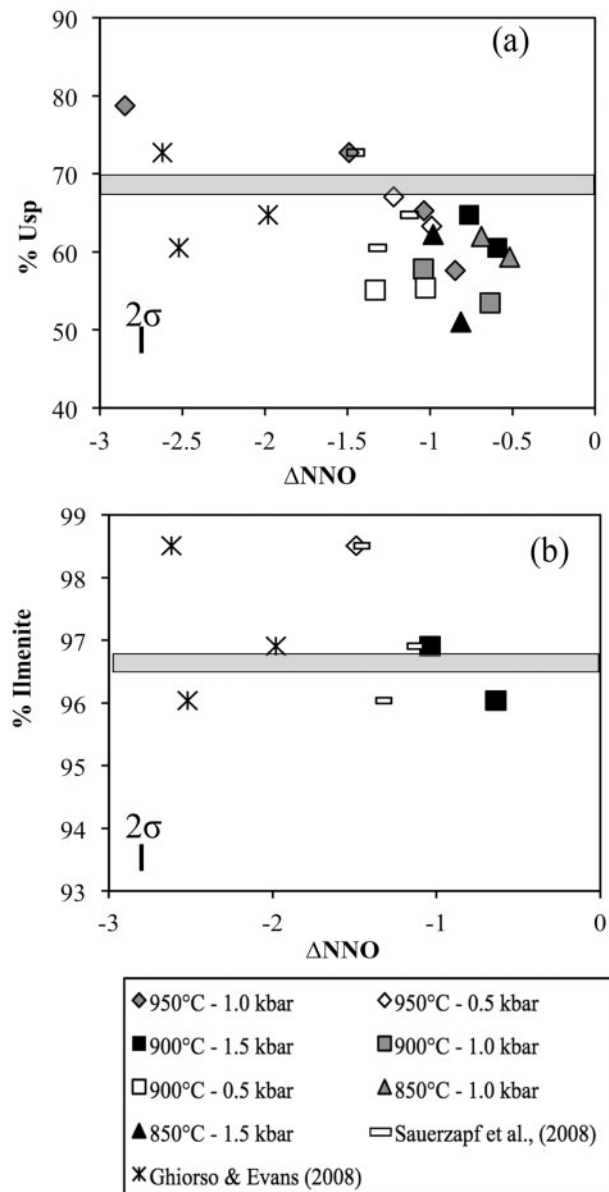 90
(a)
80
70
60
50
40
% Usp
2σ
-3 -2.5 -2 -1.5 -1 -0.5 0
ΔNNO
99
(b)
98
97
96
95
94
93
% Ilmenite
2σ
-3 -2 -1 0
ΔNNO
950°C - 1.0 kbar 950°C - 0.5 kbar
900°C - 1.5 kbar 900°C - 1.0 kbar
900°C - 0.5 kbar 850°C - 1.0 kbar
850°C - 1.5 kbar Sauerzapf et al., (2008)
Ghiorso & Evans (2008)